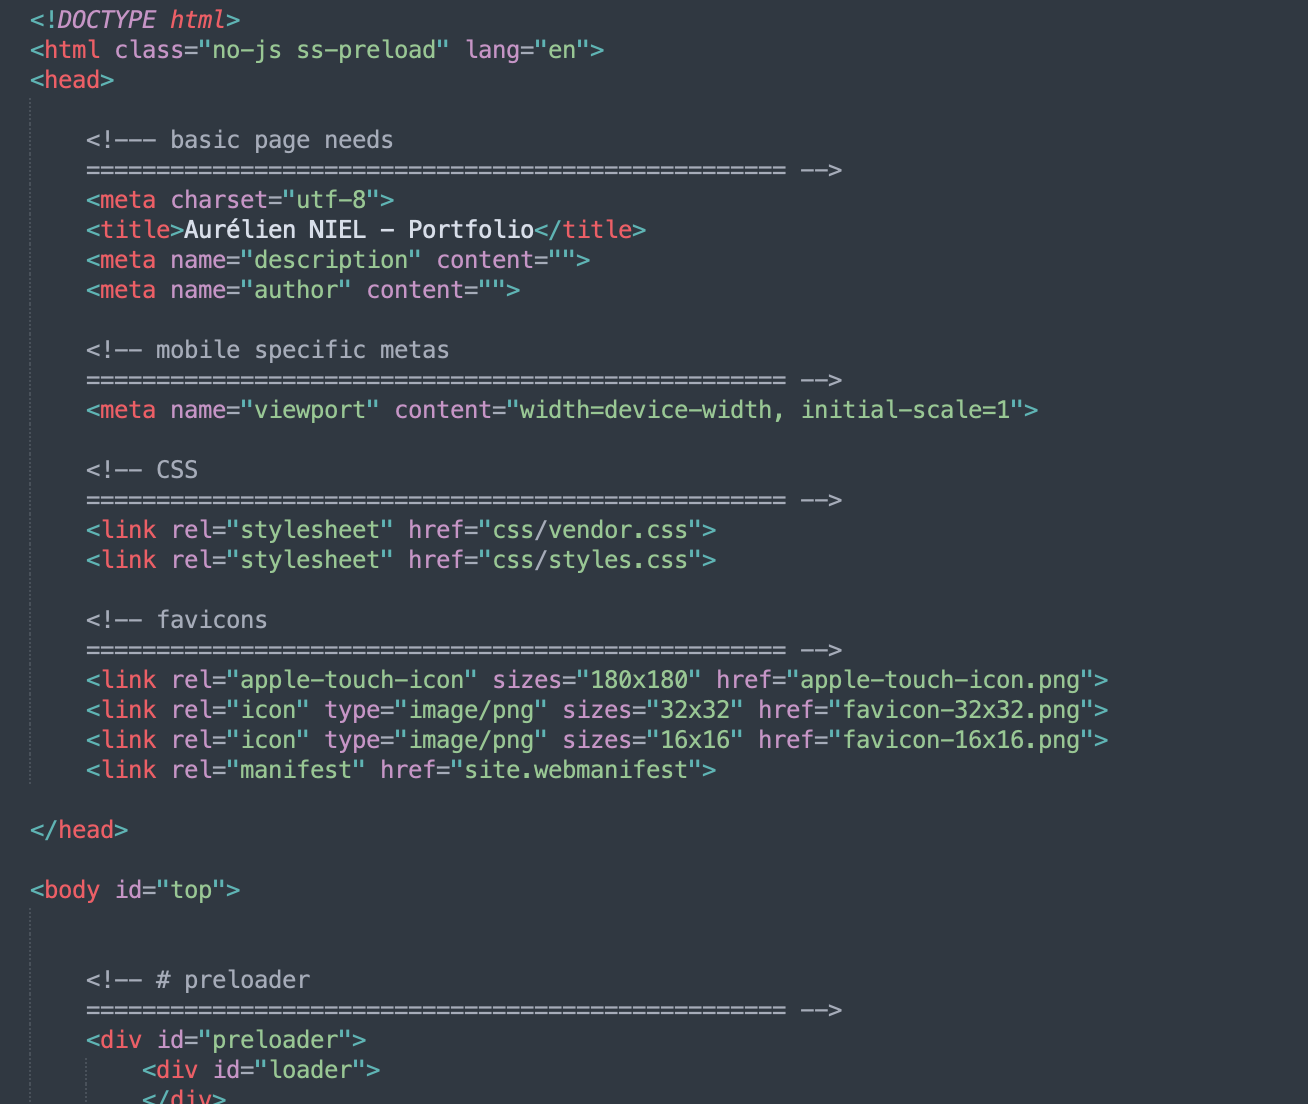 <!DOCTYPE html>
<html class="no-js ss-preload" lang="en">
<head>
<!--- basic page needs
================================================== -->
<meta charset="utf-8">
<title>Aurélien NIEL - Portfolio</title>
<meta name="description" content="">
<meta name="author" content="">
<!-- mobile specific metas
================================================== -->
<meta name="viewport" content="width=device-width, initial-scale=1">
<!-- CSS
================================================== -->
<link rel="stylesheet" href="css/vendor.css">
<link rel="stylesheet" href="css/styles.css">
<!-- favicons
================================================== -->
<link rel="apple-touch-icon" sizes="180x180" href="apple-touch-icon.png">
<link rel="icon" type="image/png" sizes="32x32" href="favicon-32x32.png">
<link rel="icon" type="image/png" sizes="16x16" href="favicon-16x16.png">
<link rel="manifest" href="site.webmanifest">
</head>
<body id="top">
<!-- # preloader
================================================== -->
<div id="preloader">
<div id="loader">
</div>